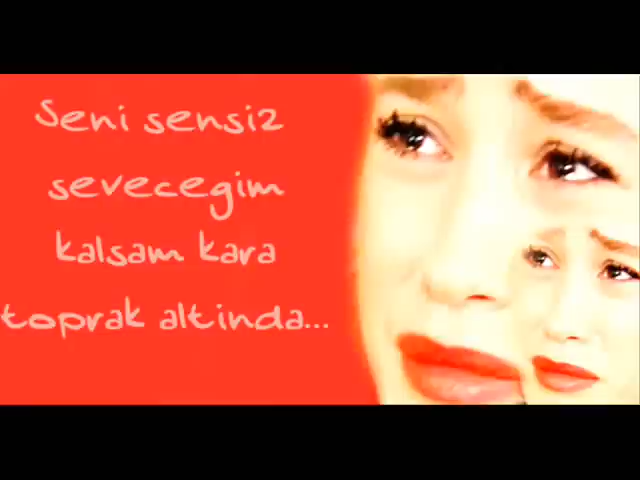 Seni sensiz
sevecegim
kalsam kara
toprak altinda...